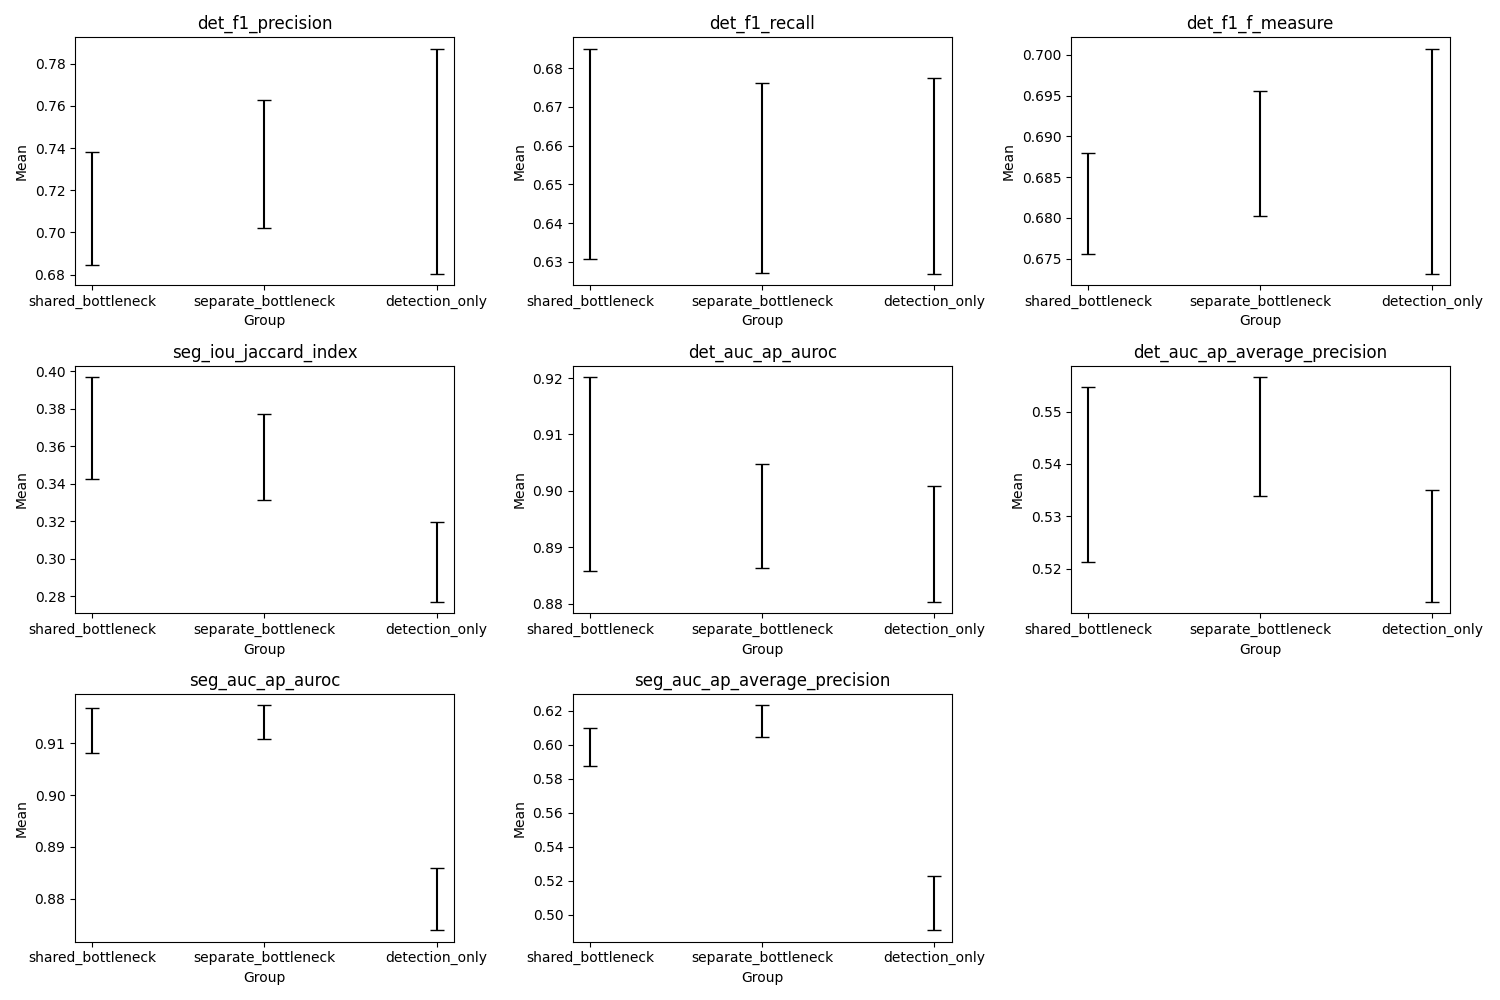 det_f1_precision
0.78
0.76
0.74
0.72
0.70
0.68
Mean
shared_bottleneck separate_bottleneck detection_only
Group
det_f1_recall
0.68
0.67
0.66
0.65
0.64
0.63
Mean
shared_bottleneck separate_bottleneck detection_only
Group
det_f1_f_measure
0.700
0.695
0.690
0.685
0.680
0.675
Mean
shared_bottleneck separate_bottleneck detection_only
Group
seg_iou_jaccard_index
0.40
0.38
0.36
0.34
0.32
0.30
0.28
Mean
shared_bottleneck separate_bottleneck detection_only
Group
det_auc_ap_auroc
0.92
0.91
0.90
0.89
0.88
Mean
shared_bottleneck separate_bottleneck detection_only
Group
det_auc_ap_average_precision
0.55
0.54
0.53
0.52
Mean
shared_bottleneck separate_bottleneck detection_only
Group
seg_auc_ap_auroc
0.91
0.90
0.89
0.88
Mean
shared_bottleneck separate_bottleneck detection_only
Group
seg_auc_ap_average_precision
0.62
0.60
0.58
0.56
0.54
0.52
0.50
Mean
shared_bottleneck separate_bottleneck detection_only
Group